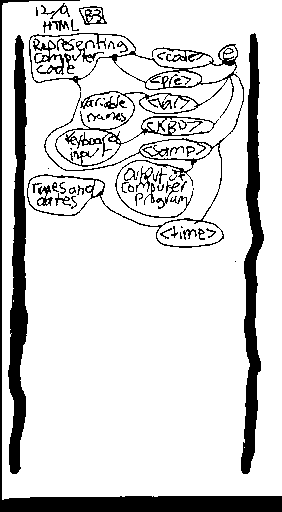 12/9
HTML
Representing
Computer
Code
<code>
<pre>
variable
names
<var>
<KBD>
Keyboard
input
<samp>
Output of
Computer
Program
Times and
dates
<time>